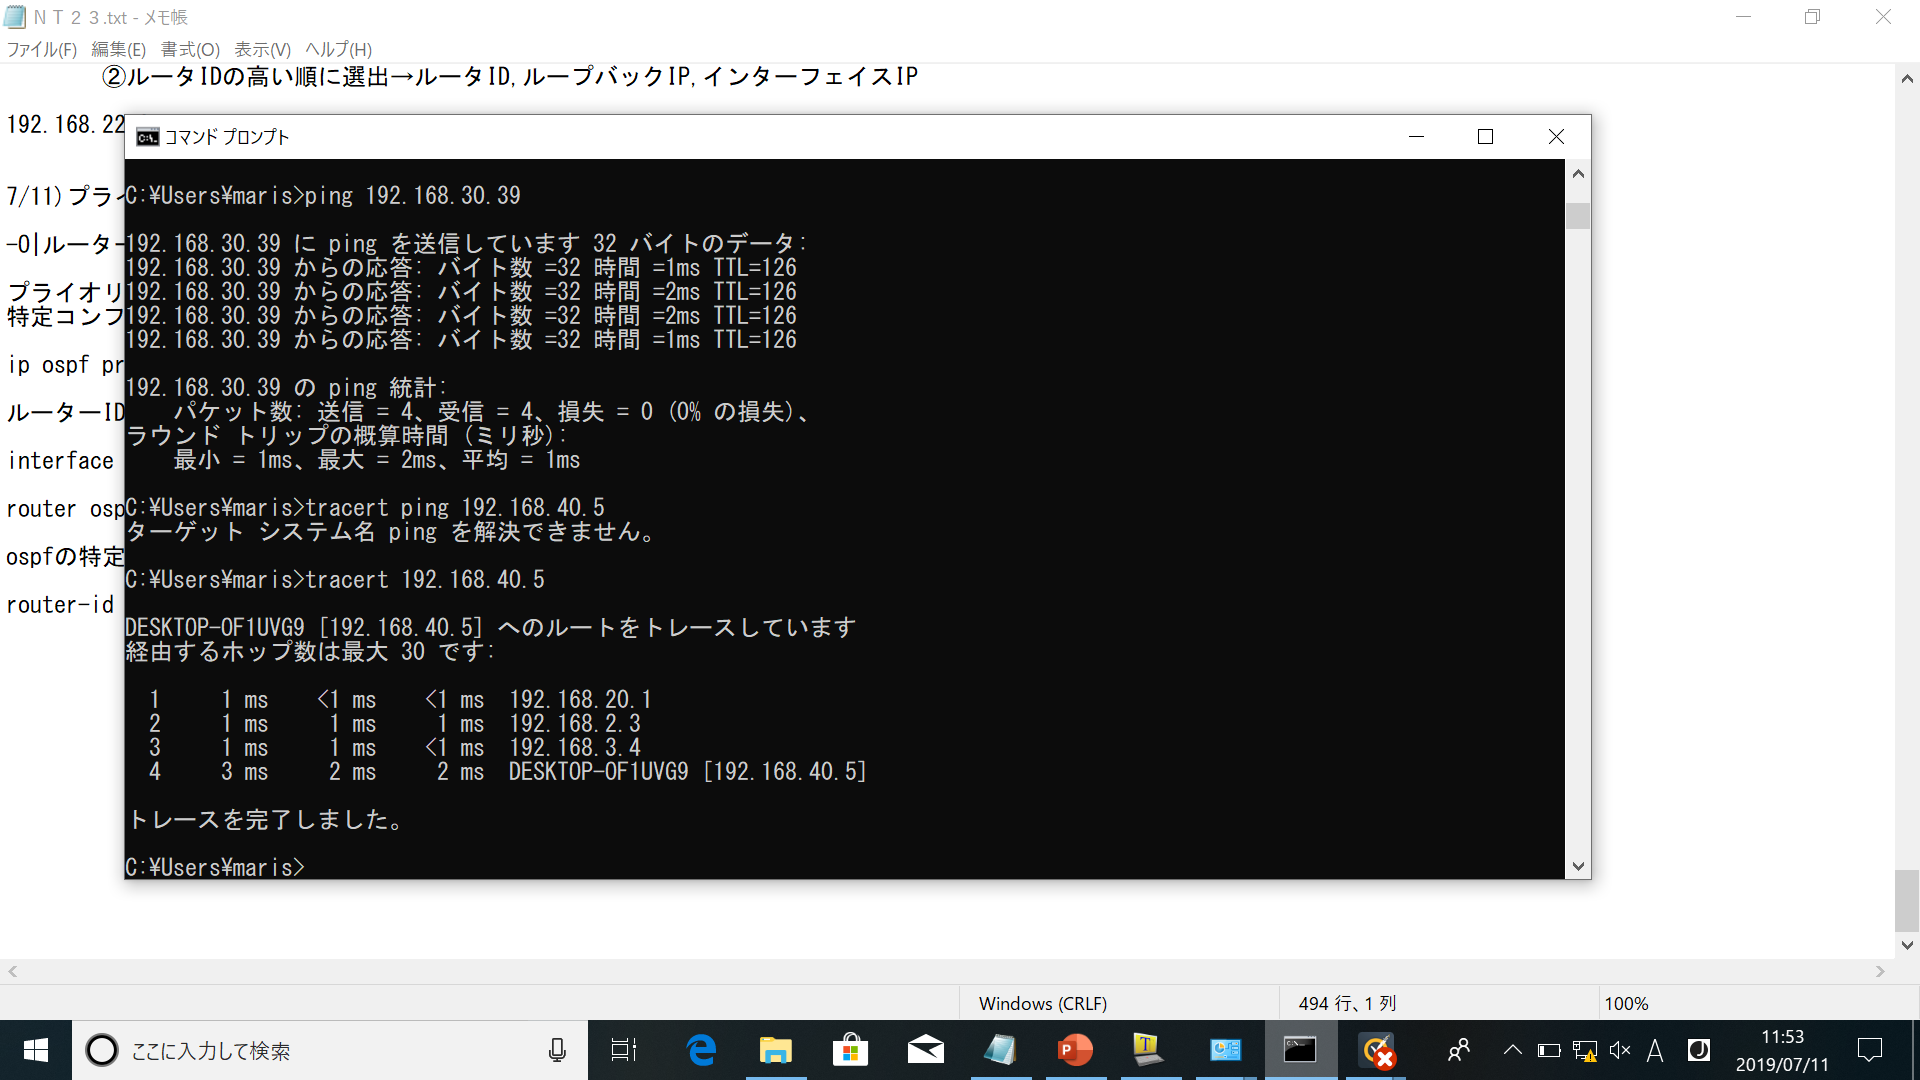 ＮＴ２３.txt - メモ帳
ファイル(F) 編集(E) 書式(O) 表示(V) ヘルプ(H)
②ルータIDの高い順に選出→ルータID,ループバックIP,インターフェイスIP
192.168.22
コマンド プロンプト
7/11)プライ
C:¥Users¥maris>ping 192.168.30.39
-0|ルーター
192.168.30.39 に ping を送信しています 32 バイトのデータ:
192.168.30.39 からの応答: バイト数 =32 時間 =1ms TTL=126
プライオリ
192.168.30.39 からの応答: バイト数 =32 時間 =2ms TTL=126
特定コンフ
192.168.30.39 からの応答: バイト数 =32 時間 =2ms TTL=126
192.168.30.39 からの応答: バイト数 =32 時間 =1ms TTL=126
ip ospf pr
192.168.30.39 の ping 統計:
ルーターID
パケット数: 送信 = 4、受信 = 4、損失 = 0 (0% の損失)、
ラウンド トリップの概算時間 (ミリ秒):
interface
最小 = 1ms、最大 = 2ms、平均 = 1ms
router osp
C:¥Users¥maris>tracert ping 192.168.40.5
ターゲット システム名 ping を解決できません。
ospfの特定
C:¥Users¥maris>tracert 192.168.40.5
router-id
DESKTOP-OF1UVG9 [192.168.40.5] へのルートをトレースしています
経由するホップ数は最大 30 です:
1 1 ms <1 ms <1 ms 192.168.20.1
2 1 ms 1 ms 1 ms 192.168.2.3
3 1 ms 1 ms <1 ms 192.168.3.4
4 3 ms 2 ms 2 ms DESKTOP-OF1UVG9 [192.168.40.5]
トレースを完了しました。
C:¥Users¥maris>
Windows (CRLF) 494 行、1 列 100%
ここに入力して検索
A
11:53
2019/07/11